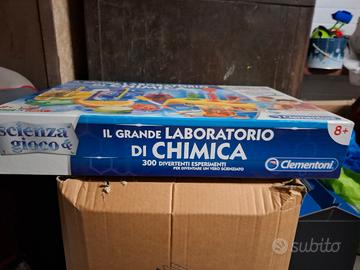 scienza
gioco &
IL GRANDE LABORATORIO
DI CHIMICA
300 DIVERTENTI ESPERIMENTI
PER DIVENTARE UN VERO SCIENZIATO
8+
Clementoni
subito